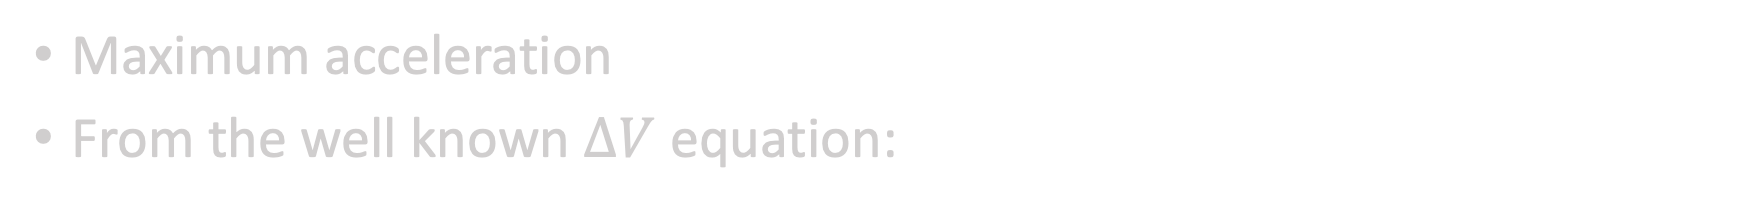 • Maximum acceleration
• From the well known Δ𝑉 equation: